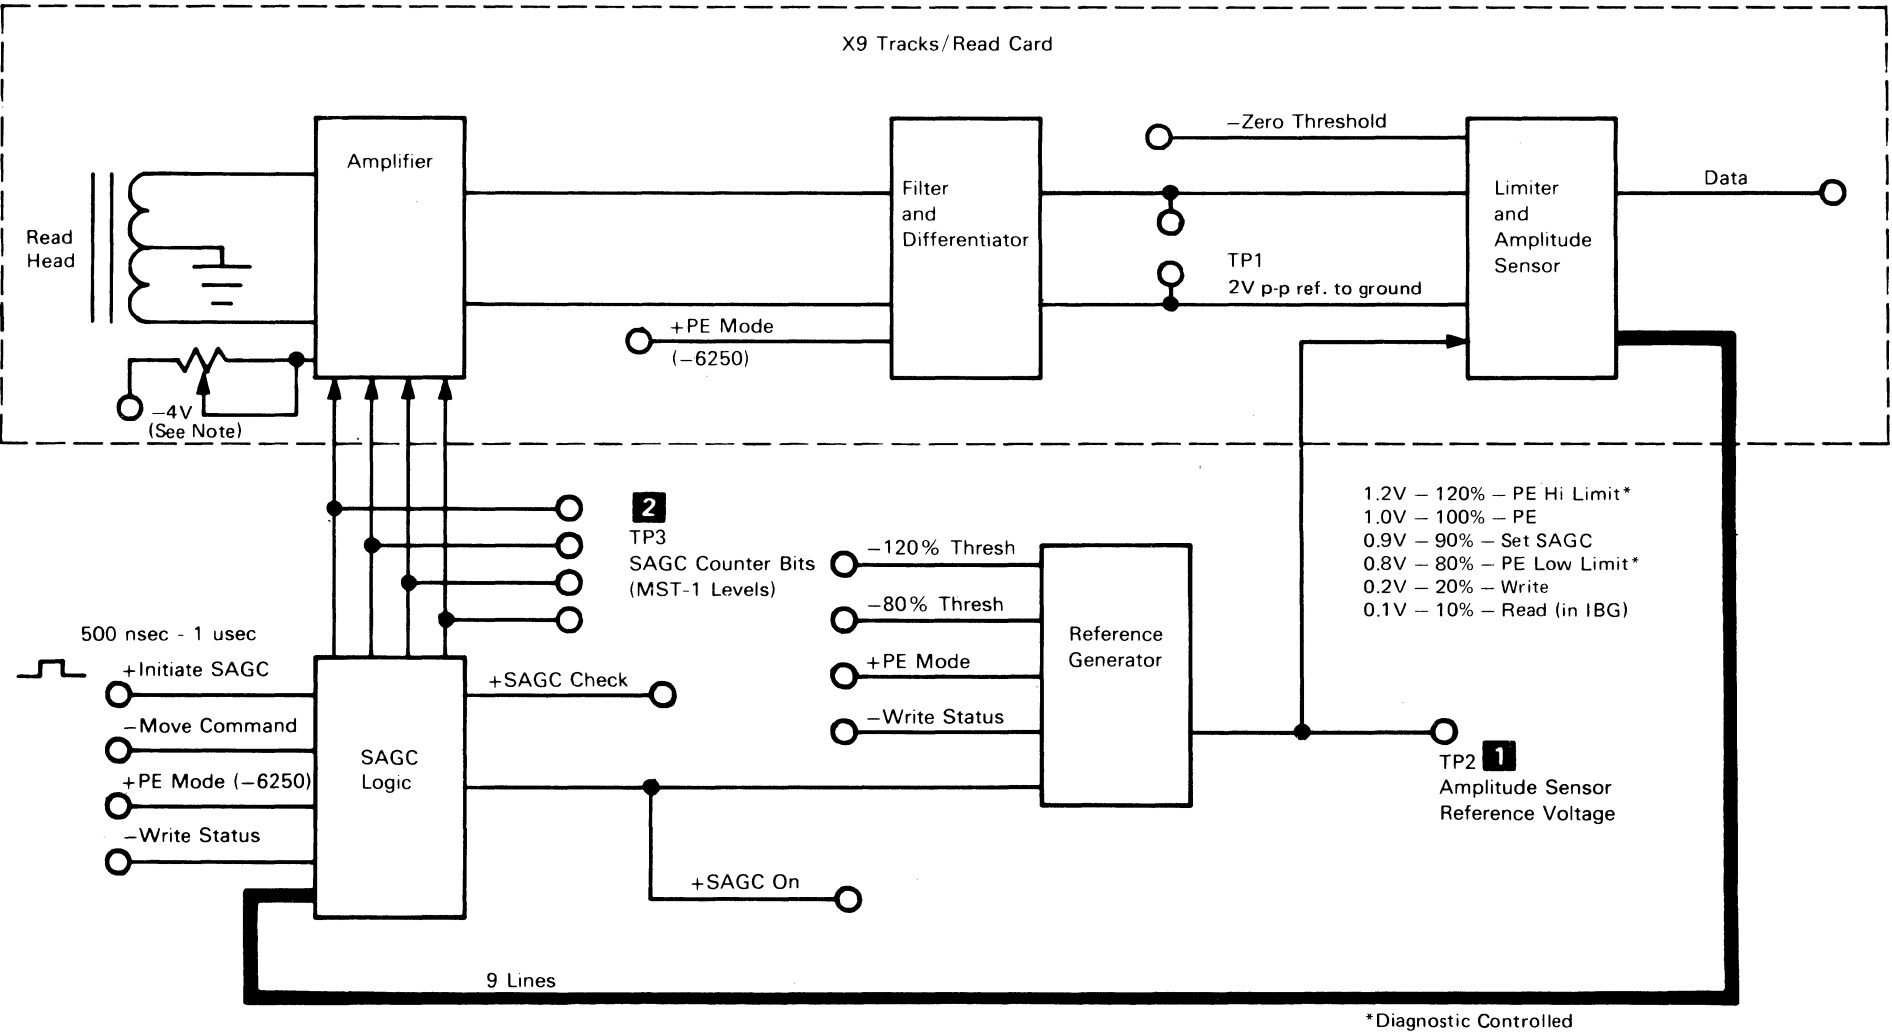 X9 Tracks/Read Card
Amplifier
Read
Head
−4V
(See Note)
+PE Mode
(−6250)
Filter
and
Differentiator
−Zero Threshold
TP1
2V p-p ref. to ground
Limiter
and
Amplitude
Sensor
Data
2
TP3
SAGC Counter Bits
(MST-1 Levels)
500 nsec - 1 usec
+Initiate SAGC
−Move Command
+PE Mode (−6250)
−Write Status
SAGC
Logic
+SAGC Check
+SAGC On
−120% Thresh
−80% Thresh
+PE Mode
−Write Status
Reference
Generator
1.2V − 120% − PE Hi Limit*
1.0V − 100% − PE
0.9V − 90% − Set SAGC
0.8V − 80% − PE Low Limit*
0.2V − 20% − Write
0.1V − 10% − Read (in IBG)
TP2 1
Amplitude Sensor
Reference Voltage
9 Lines
*Diagnostic Controlled